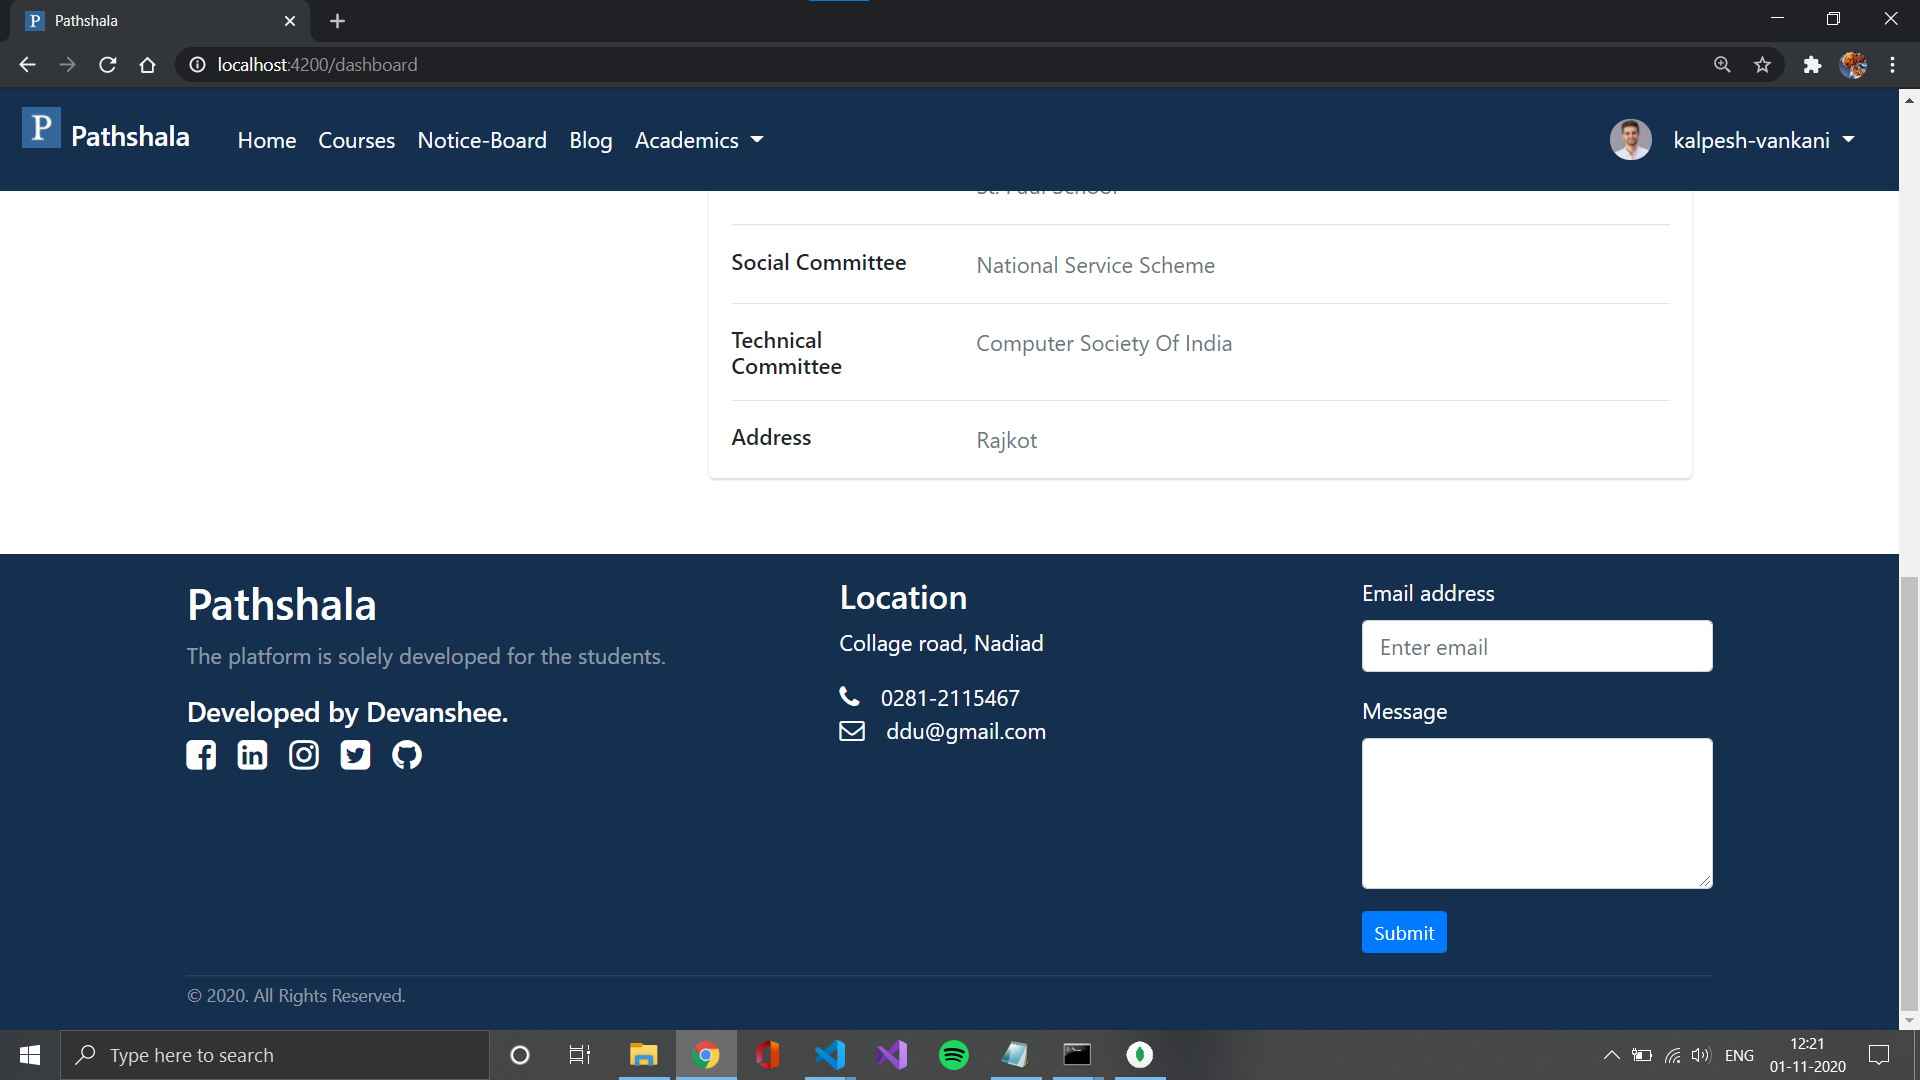 P Pathshala
localhost:4200/dashboard
P Pathshala Home Courses Notice-Board Blog Academics kalpesh-vankani
St. Paul School
Social Committee National Service Scheme
Technical Committee Computer Society Of India
Address Rajkot
Pathshala
The platform is solely developed for the students.
Developed by Devanshee.
Location
Collage road, Nadiad
0281-2115467
ddu@gmail.com
Email address
Enter email
Message
Submit
© 2020. All Rights Reserved.
Type here to search
ENG
12:21
01-11-2020